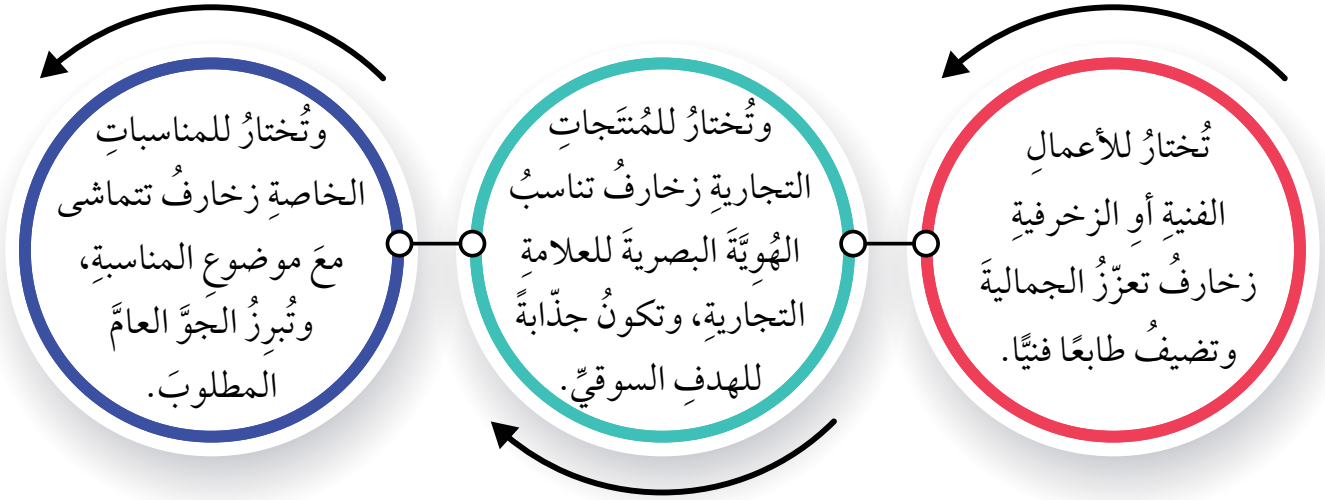 تُختارُ للأعمالِ
الفنيةِ أوِ الزخرفيةِ
زخارفُ تعزّزُ الجماليةَ
وتضيفُ طابعًا فنيًّا.
وتُختارُ للمُنتَجاتِ
التجاريةِ زخارفُ تناسبُ
الهُوِيَّةَ البصريةَ للعلامةِ
التجاريةِ، وتكونُ جذّابةً
للهدفِ السوقيِّ.
وتُختارُ للمناسباتِ
الخاصةِ زخارفُ تتماشى
معَ موضوعِ المناسبةِ،
وتُبرِزُ الجوَّ العامَّ
المطلوبَ.